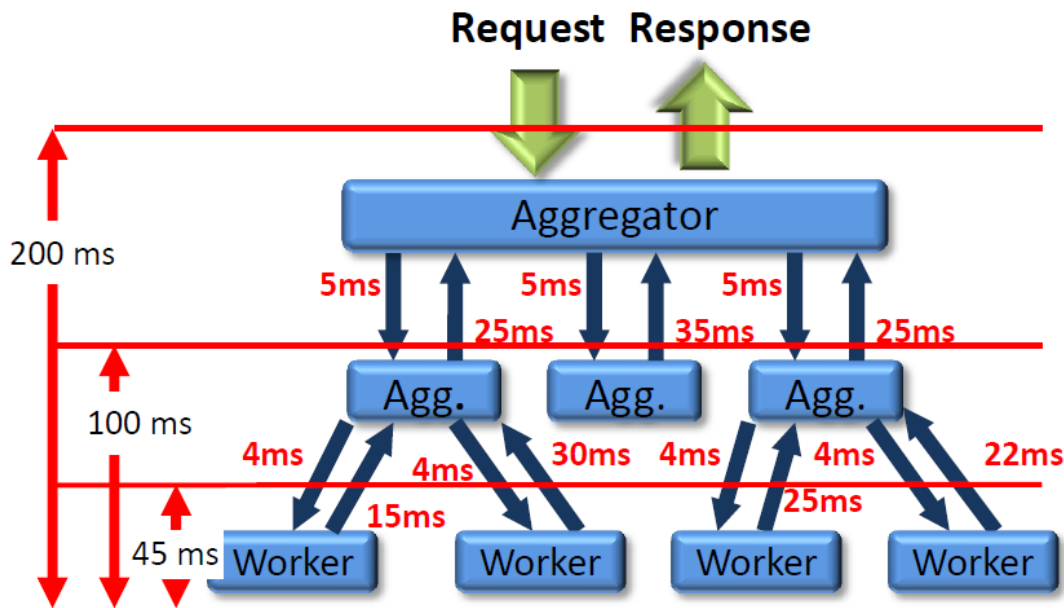 Request Response
Aggregator
200 ms
5ms 5ms 5ms
25ms 35ms 25ms
Agg. Agg. Agg.
100 ms
4ms 4ms 30ms 4ms 4ms 22ms
15ms 25ms
45 ms
Worker Worker Worker Worker